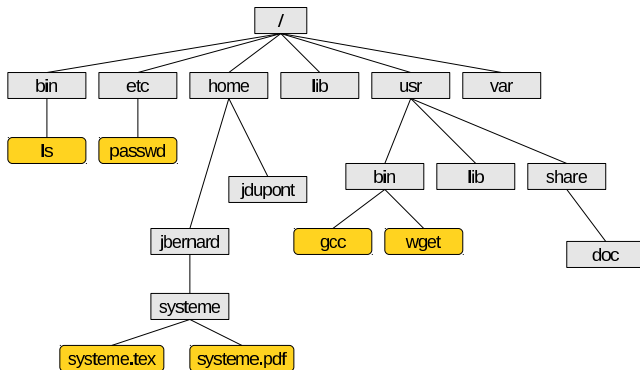 /
bin etc home lib usr var
ls passwd
bin lib share
jdupont
jbernard gcc wget
doc
systeme
systeme.tex systeme.pdf